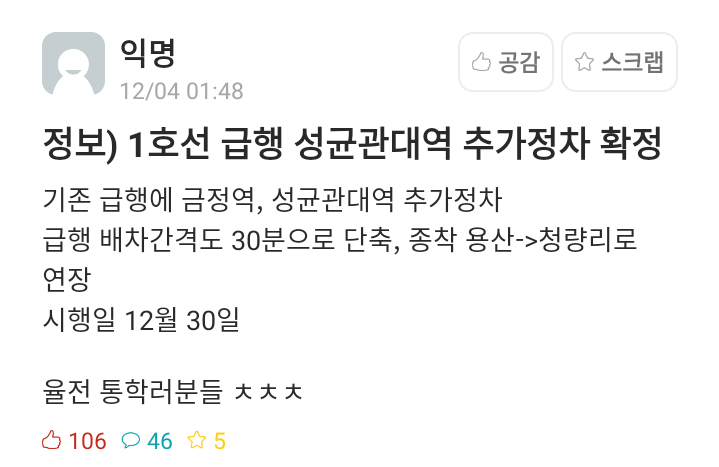 익명
12/04 01:48
공감
스크랩
정보) 1호선 급행 성균관대역 추가정차 확정
기존 급행에 금정역, 성균관대역 추가정차
급행 배차간격도 30분으로 단축, 종착 용산->청량리로
연장
시행일 12월 30일
율전 통학러분들 ㅊㅊㅊ
106 46 5